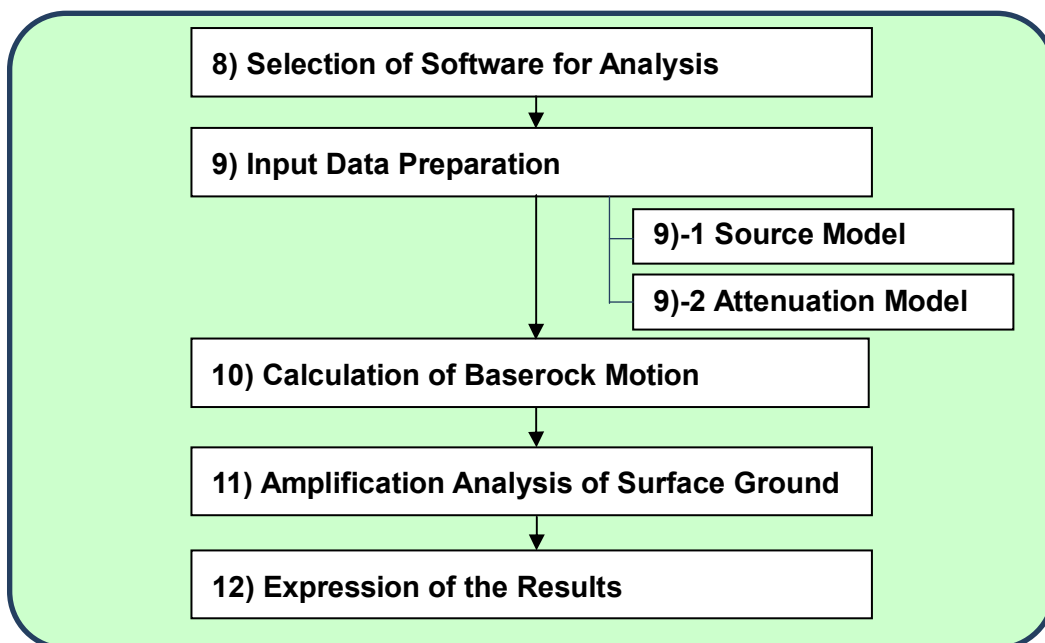 8) Selection of Software for Analysis
9) Input Data Preparation
9)-1 Source Model
9)-2 Attenuation Model
10) Calculation of Baserock Motion
11) Amplification Analysis of Surface Ground
12) Expression of the Results